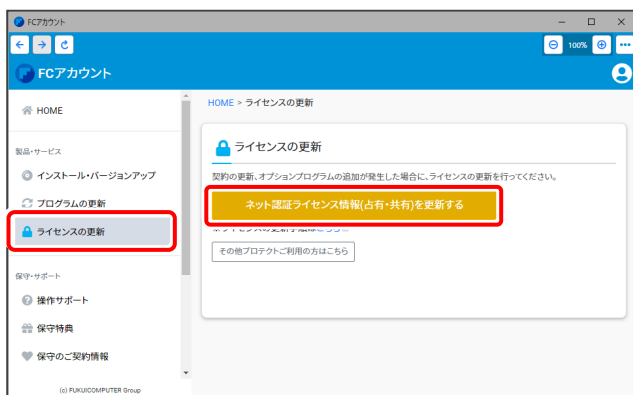 FCアカウント
100%
FCアカウント
HOME
製品・サービス
インストール・バージョンアップ
プログラムの更新
ライセンスの更新
保守・サポート
操作サポート
保守特典
保守のご契約情報
(c) FUKUICOMPUTER Group
HOME > ライセンスの更新
ライセンスの更新
契約の更新、オプションプログラムの追加が発生した場合に、ライセンスの更新を行ってください。
ネット認証ライセンス情報(占有・共有)を更新する
その他プロテクトご利用の方はこちら